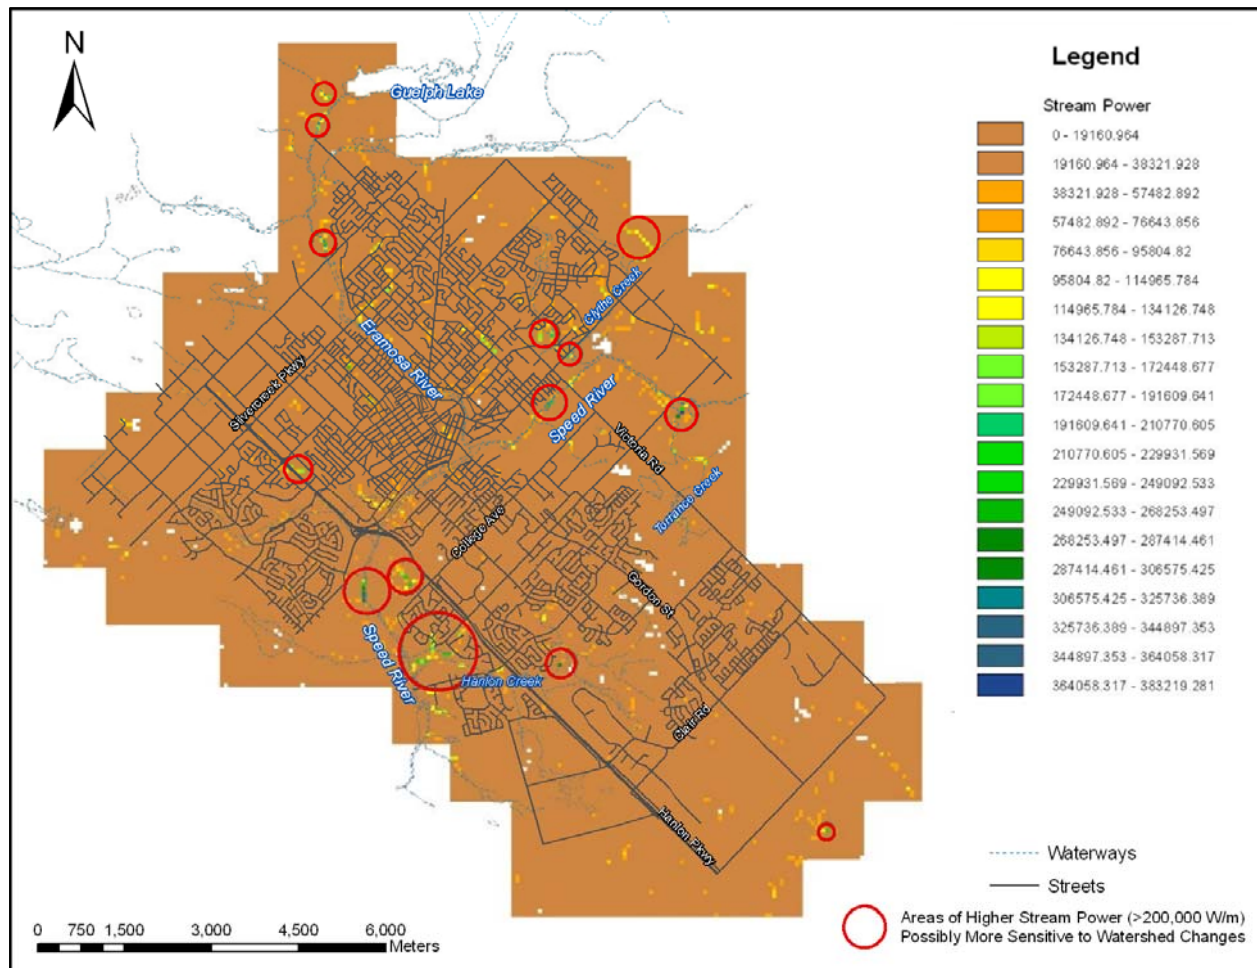 N
Guelph Lake
Clythe Creek
Eramosa River
Silvercreek Pkwy
Speed River
Victoria Rd
Torrance Creek
College Ave
Gordon St
Speed River
Hanlon Creek
Clair Rd
Hanlon Pkwy
0 750 1,500 3,000 4,500 6,000
Meters
Legend
Stream Power
0 - 19160.964
19160.964 - 38321.928
38321.928 - 57482.892
57482.892 - 76643.856
76643.856 - 95804.82
95804.82 - 114965.784
114965.784 - 134126.748
134126.748 - 153287.713
153287.713 - 172448.677
172448.677 - 191609.641
191609.641 - 210770.605
210770.605 - 229931.569
229931.569 - 249092.533
249092.533 - 268253.497
268253.497 - 287414.461
287414.461 - 306575.425
306575.425 - 325736.389
325736.389 - 344897.353
344897.353 - 364058.317
364058.317 - 383219.281
Waterways
Streets
Areas of Higher Stream Power (>200,000 W/m)
Possibly More Sensitive to Watershed Changes